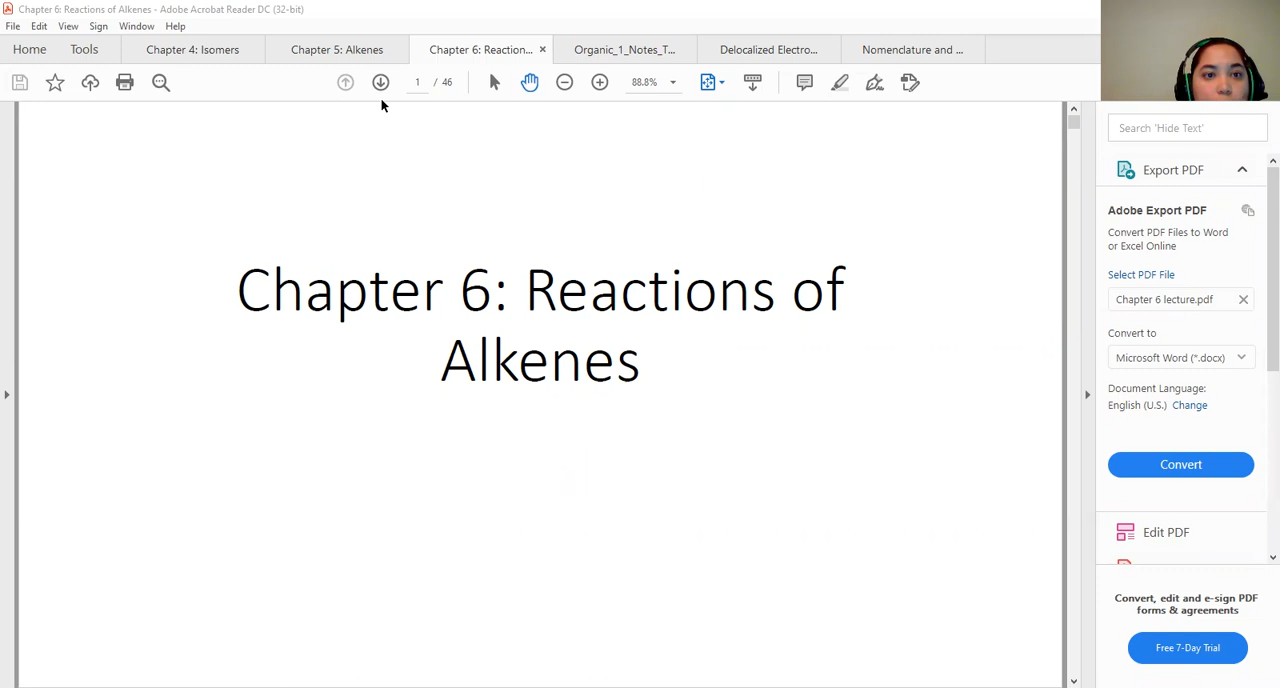 Chapter 6: Reactions of Alkenes - Adobe Acrobat Reader DC (32-bit)
File Edit View Sign Window Help
Home Tools Chapter 4: Isomers Chapter 5: Alkenes Chapter 6: Reaction... × Organic_1_Notes_T... Delocalized Electro... Nomenclature and ...
1 / 46 88.8%
Search 'Hide Text'
Export PDF
Adobe Export PDF
Convert PDF Files to Word
or Excel Online
Select PDF File
Chapter 6 lecture.pdf
Convert to
Microsoft Word (*.docx)
Document Language:
English (U.S.) Change
Convert
Edit PDF
Convert, edit and e-sign PDF
forms & agreements
Free 7-Day Trial
Chapter 6: Reactions of
Alkenes